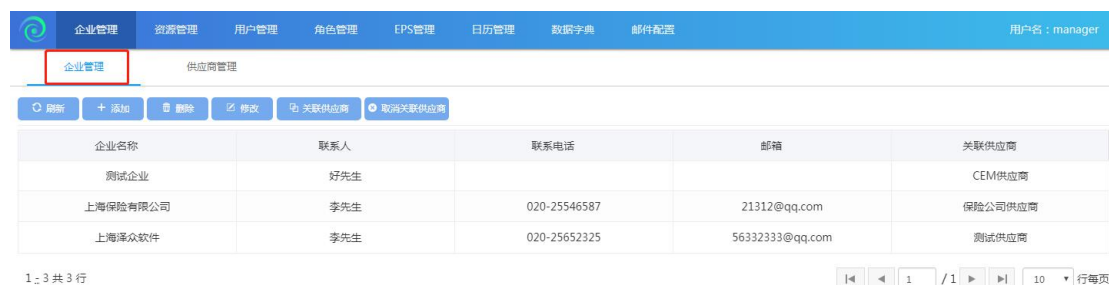 企业管理 资源管理 用户管理 角色管理 EPS管理 日历管理 数据字典 邮件配置 用户名：manager
企业管理 供应商管理
刷新 添加 删除 修改 关联供应商 取消关联供应商
企业名称 联系人 联系电话 邮箱 关联供应商
测试企业 好先生 CEM供应商
上海保险有限公司 李先生 020-25546587 21312@qq.com 保险公司供应商
上海泽众软件 李先生 020-25652325 56332333@qq.com 测试供应商
1 - 3 共 3 行 1 / 1 10 行每页